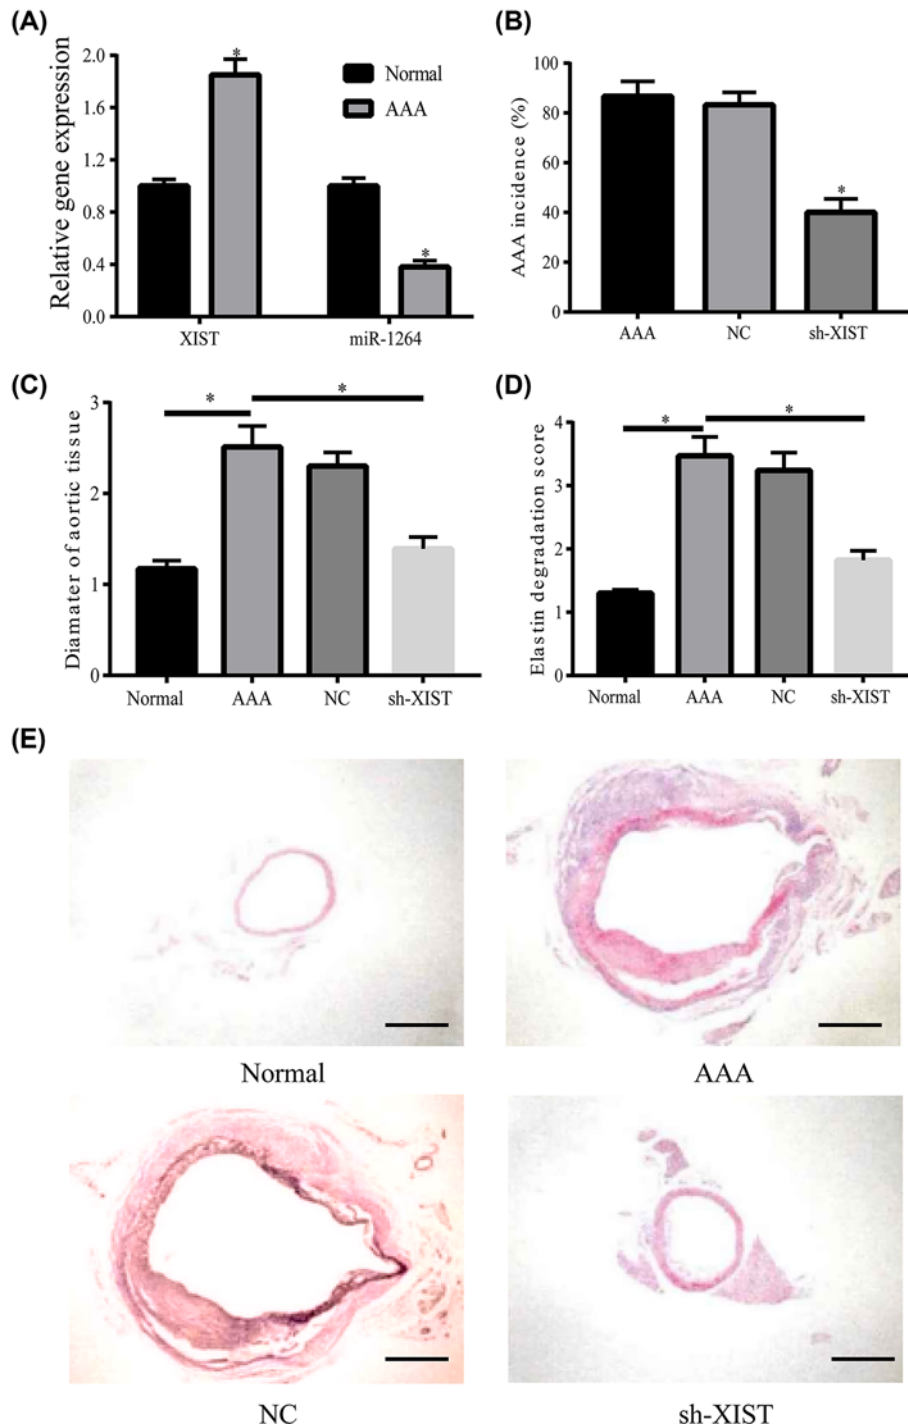 (A)
Relative gene expression
2.0
1.6
1.2
0.8
0.4
0.0
*
*
Normal
AAA
XIST
miR-1264
(B)
AAA incidence (%)
100
80
60
40
20
0
*
AAA
NC
sh-XIST
(C)
Diamater of aortic tissue
3
2
1
0
*
*
Normal
AAA
NC
sh-XIST
(D)
Elastin degradation score
4
3
2
1
0
*
*
Normal
AAA
NC
sh-XIST
(E)
Normal
AAA
NC
sh-XIST